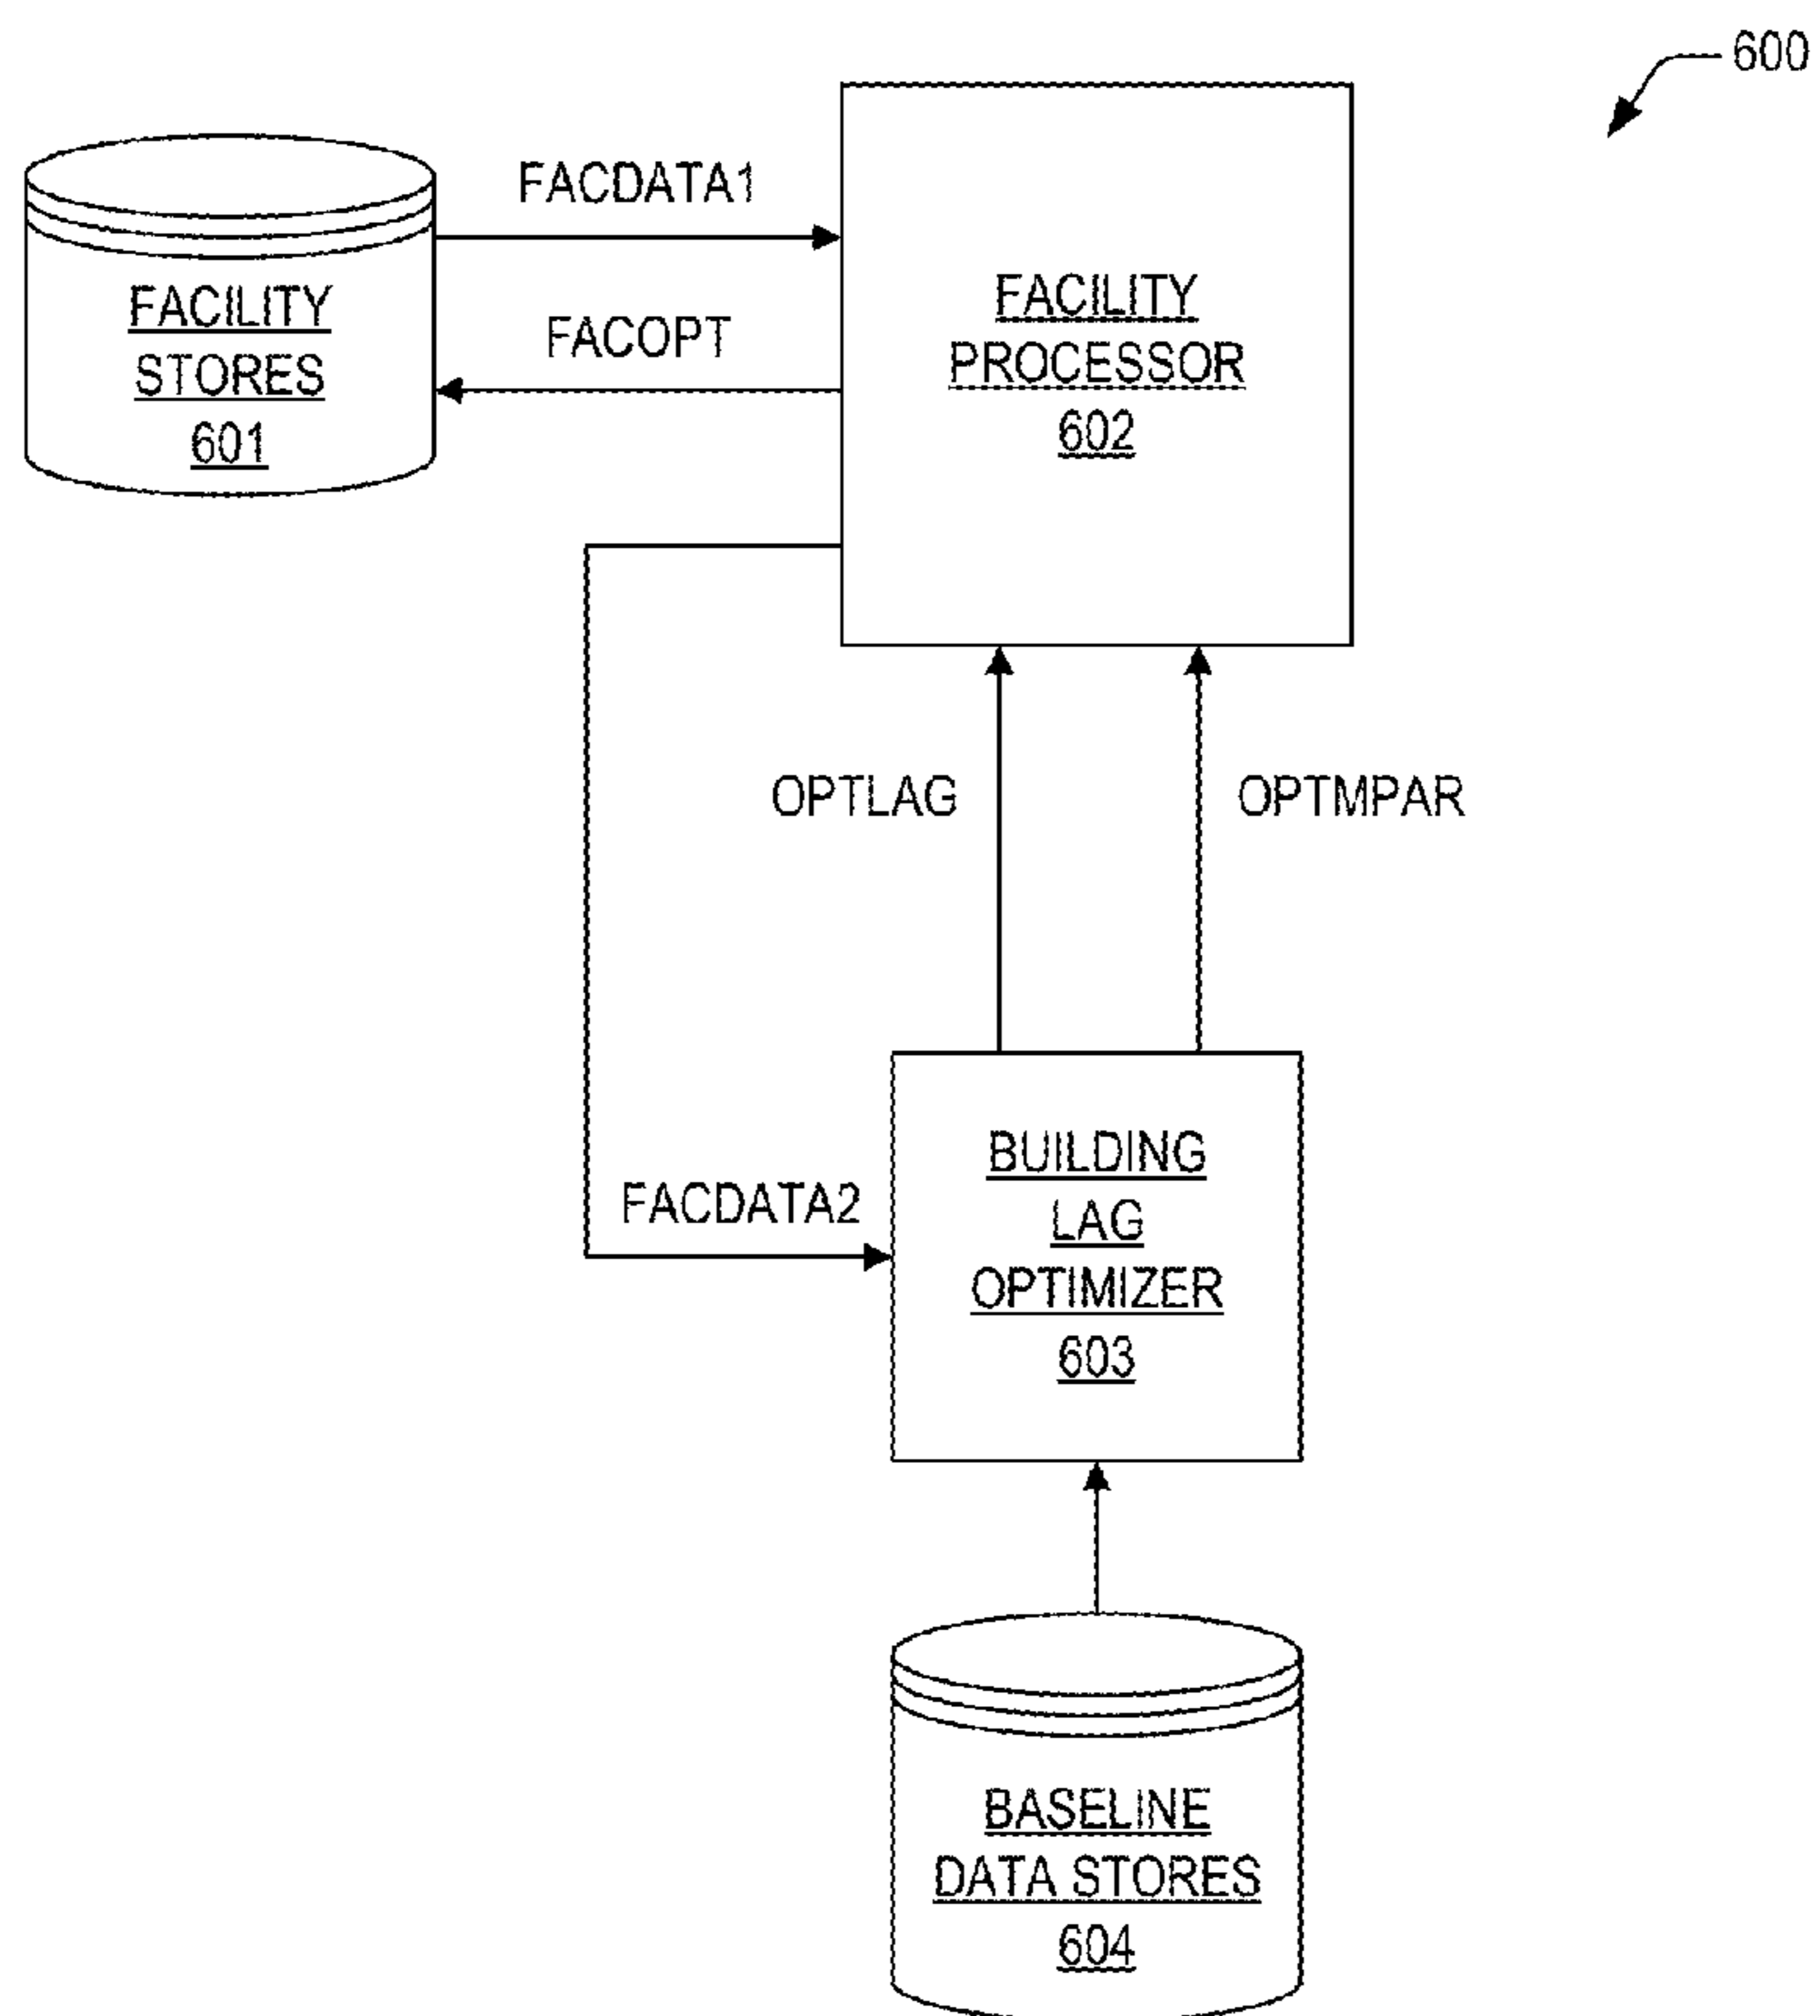 600
FACDATA1
FACILITY
STORES
601
FACOPT
FACILITY
PROCESSOR
602
OPTLAG
OPTMPAR
FACDATA2
BUILDING
LAG
OPTIMIZER
603
BASELINE
DATA STORES
604